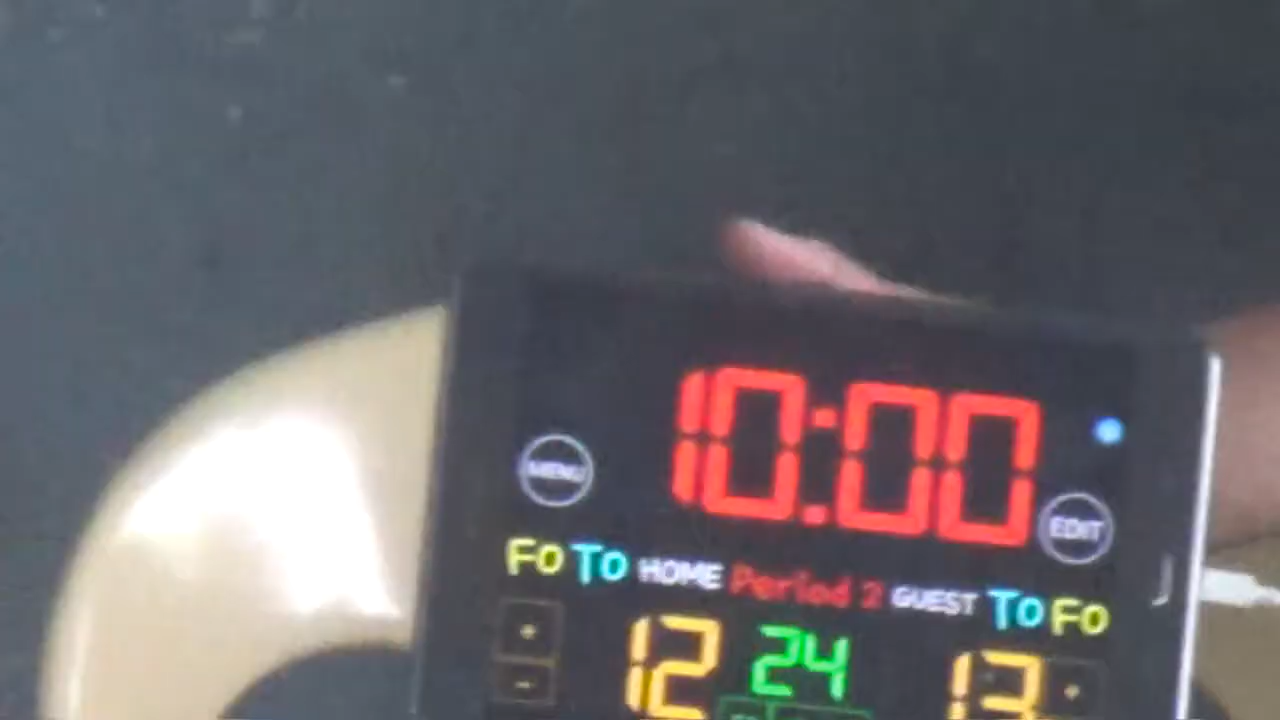 10:00
MENU
EDIT
Fo To HOME Period 2 GUEST To Fo
+ 12 24 13 +
-